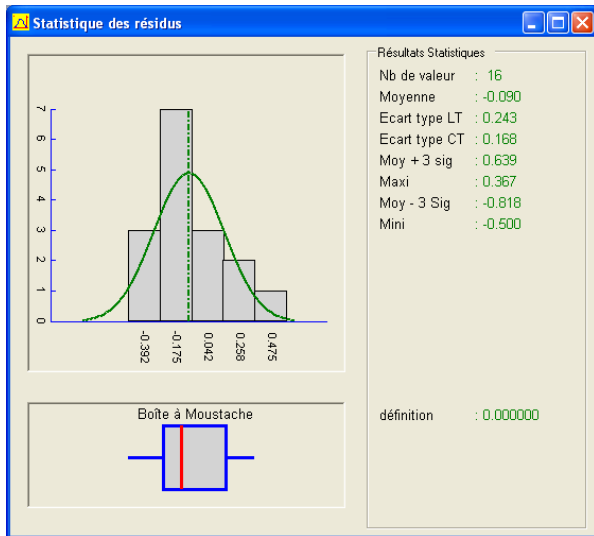 Statistique des résidus
7
6
5
4
3
2
1
0
-0.392
-0.175
0.042
0.258
0.475
Boîte à Moustache
Résultats Statistiques
Nb de valeur : 16
Moyenne : -0.090
Ecart type LT : 0.243
Ecart type CT : 0.168
Moy + 3 sig : 0.639
Maxi : 0.367
Moy - 3 Sig : -0.818
Mini : -0.500
définition : 0.000000